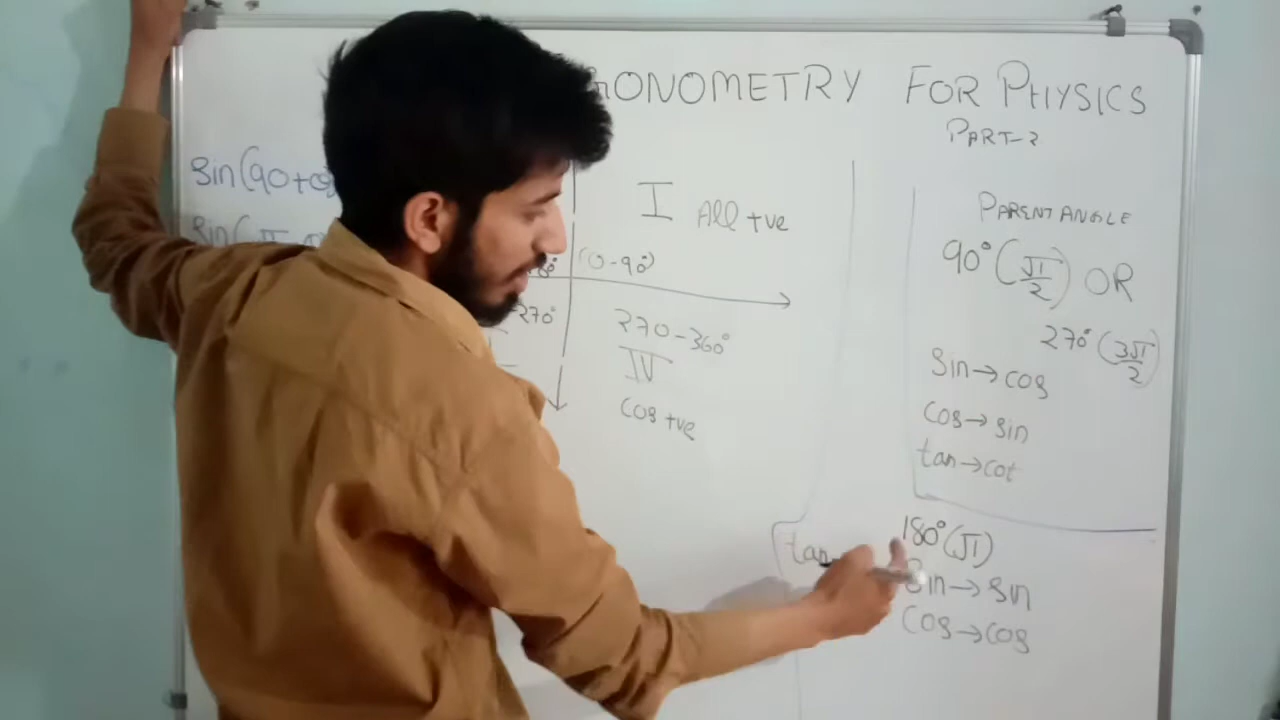 ONOMETRY FOR PHYSICS
PART-2
Sin(90+θ
Sin(
I All +ve
(0-90°)
270°
270-360°
IV
Cos +ve
PARENT ANGLE
90° (π/2) OR
270° (3π/2)
Sin→cos
Cos→sin
tan→cot
180°(π)
Sin→Sin
Cos→Cos
tan